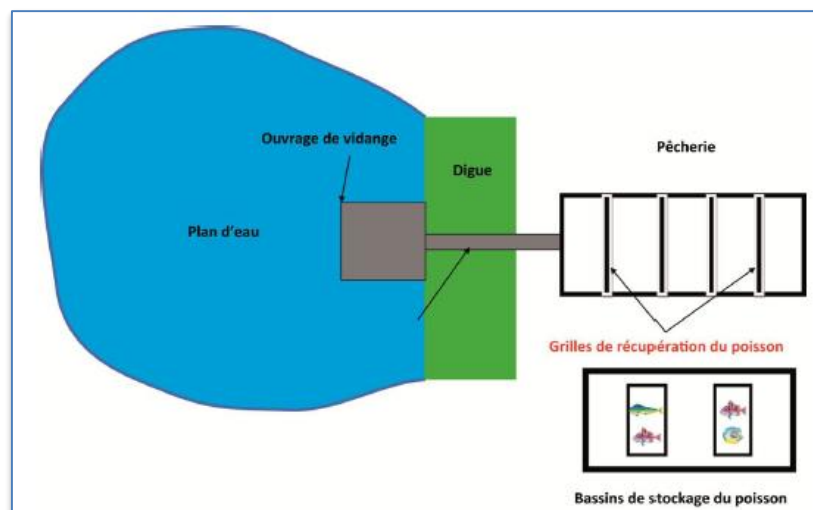 Ouvrage de vidange
Pêcherie
Digue
Plan d'eau
Grilles de récupération du poisson
Bassins de stockage du poisson